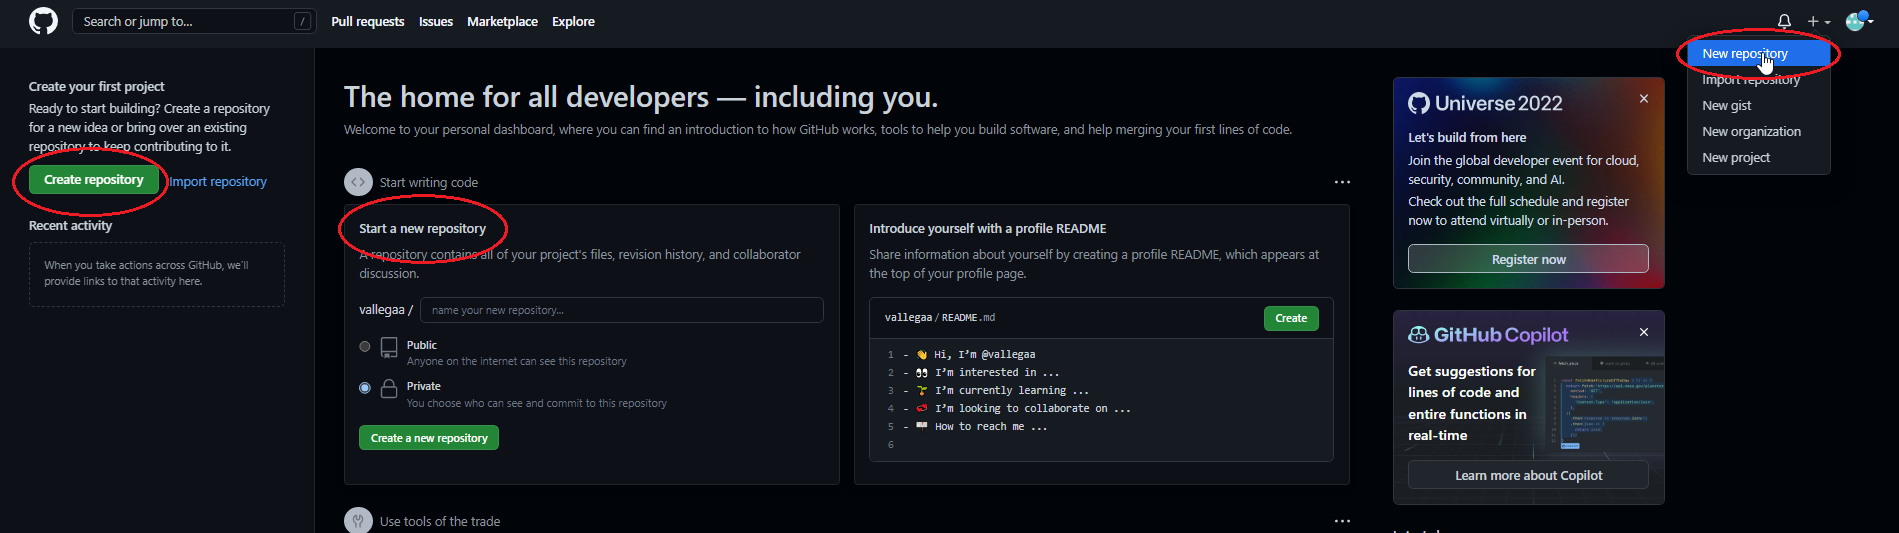 Search or jump to...
/
Pull requests
Issues
Marketplace
Explore
New repository
Import repository
New gist
New organization
New project
Create your first project
Ready to start building? Create a repository
for a new idea or bring over an existing
repository to keep contributing to it.
Create repository
Import repository
Recent activity
When you take actions across GitHub, we'll
provide links to that activity here.
The home for all developers — including you.
Welcome to your personal dashboard, where you can find an introduction to how GitHub works, tools to help you build software, and help merging your first lines of code.
Start writing code
Start a new repository
A repository contains all of your project's files, revision history, and collaborator
discussion.
vallegaa /
name your new repository...
Public
Anyone on the internet can see this repository
Private
You choose who can see and commit to this repository
Create a new repository
Introduce yourself with a profile README
Share information about yourself by creating a profile README, which appears at
the top of your profile page.
vallegaa / README.md
Create
1 - 👋 Hi, I'm @vallegaa
2 - 👀 I'm interested in ...
3 - 🌱 I'm currently learning ...
4 - 💞️ I'm looking to collaborate on ...
5 - 📫 How to reach me ...
6
Use tools of the trade
Universe 2022
Let's build from here
Join the global developer event for cloud,
security, community, and AI.
Check out the full schedule and register
now to attend virtually or in-person.
Register now
GitHub Copilot
Get suggestions for
lines of code and
entire functions in
real-time
Learn more about Copilot